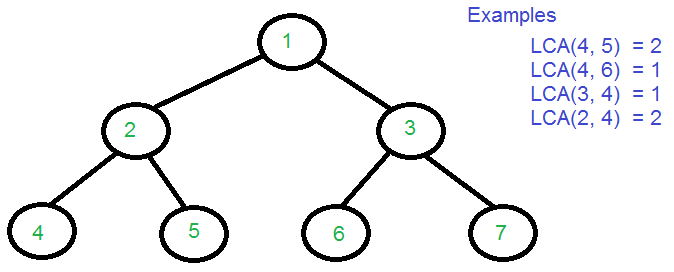 Examples
1
LCA(4, 5) = 2
LCA(4, 6) = 1
LCA(3, 4) = 1
LCA(2, 4) = 2
2 3
4 5 6 7